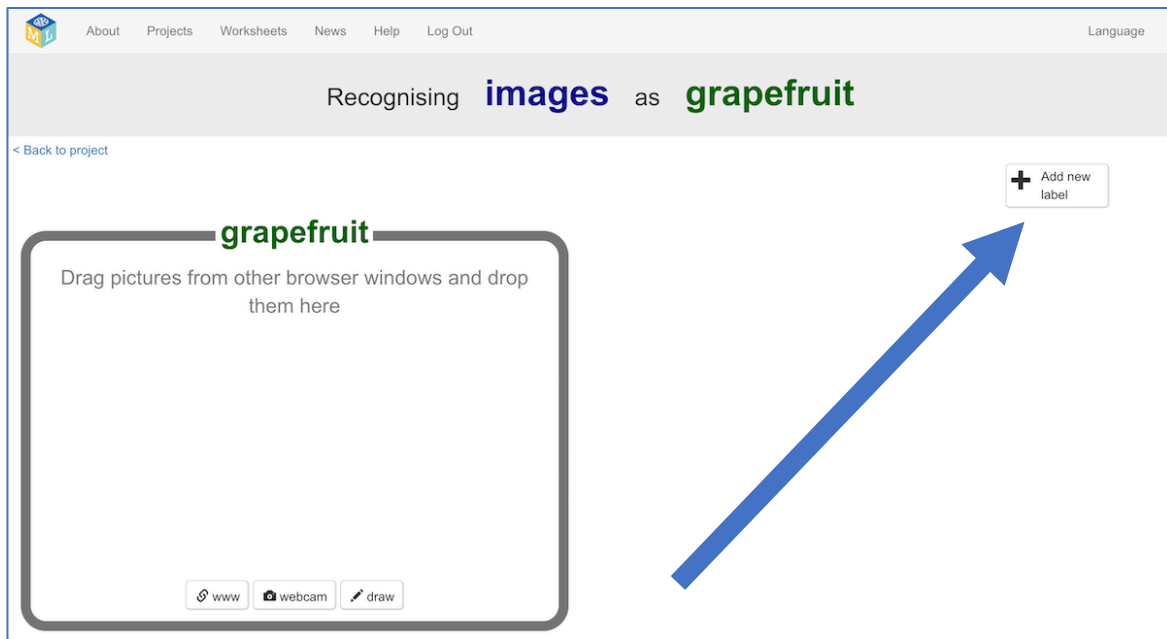 About Projects Worksheets News Help Log Out Language
Recognising images as grapefruit
< Back to project
Add new
label
grapefruit
Drag pictures from other browser windows and drop
them here
www webcam draw